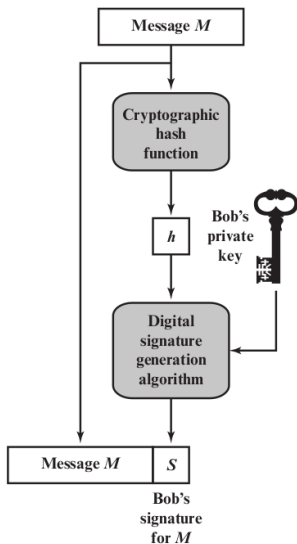 Message M
Cryptographic
hash
function
Bob's
private
key
h
Digital
signature
generation
algorithm
Message M
S
Bob's
signature
for M